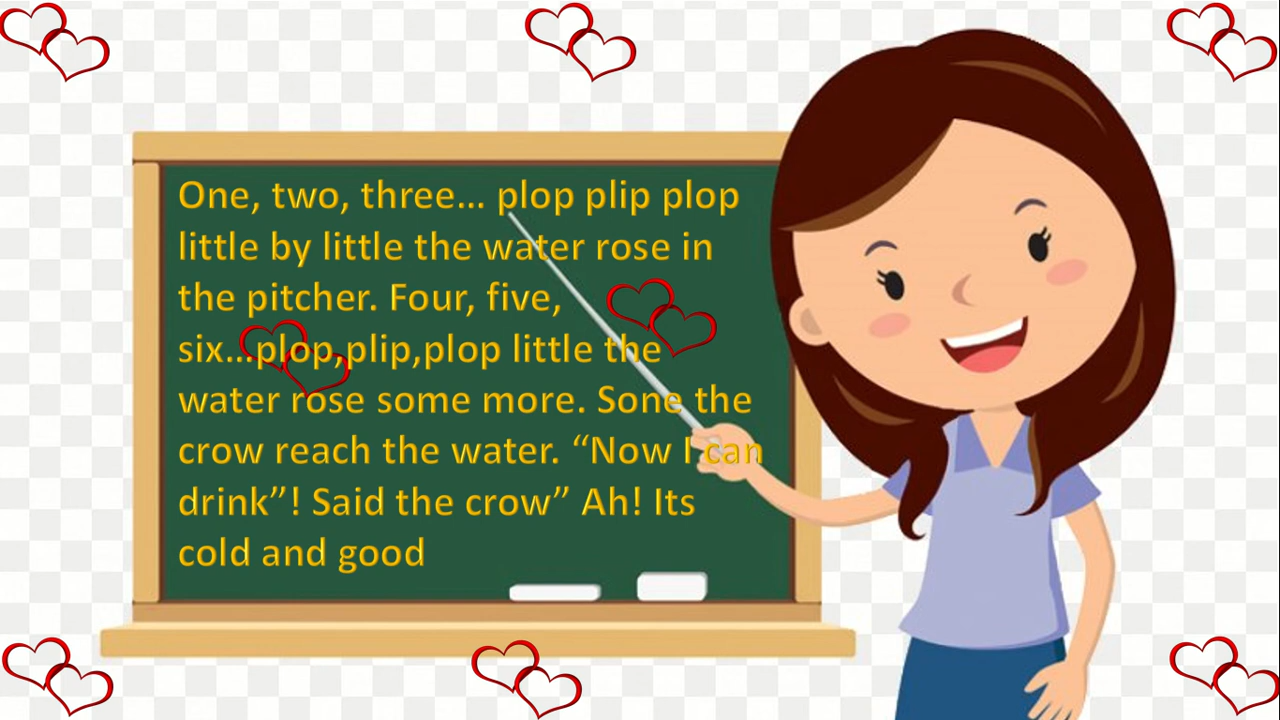 One, two, three... plop plip plop
little by little the water rose in
the pitcher. Four, five,
six...plop,plip,plop little the
water rose some more. Sone the
crow reach the water. “Now I can
drink”! Said the crow” Ah! Its
cold and good